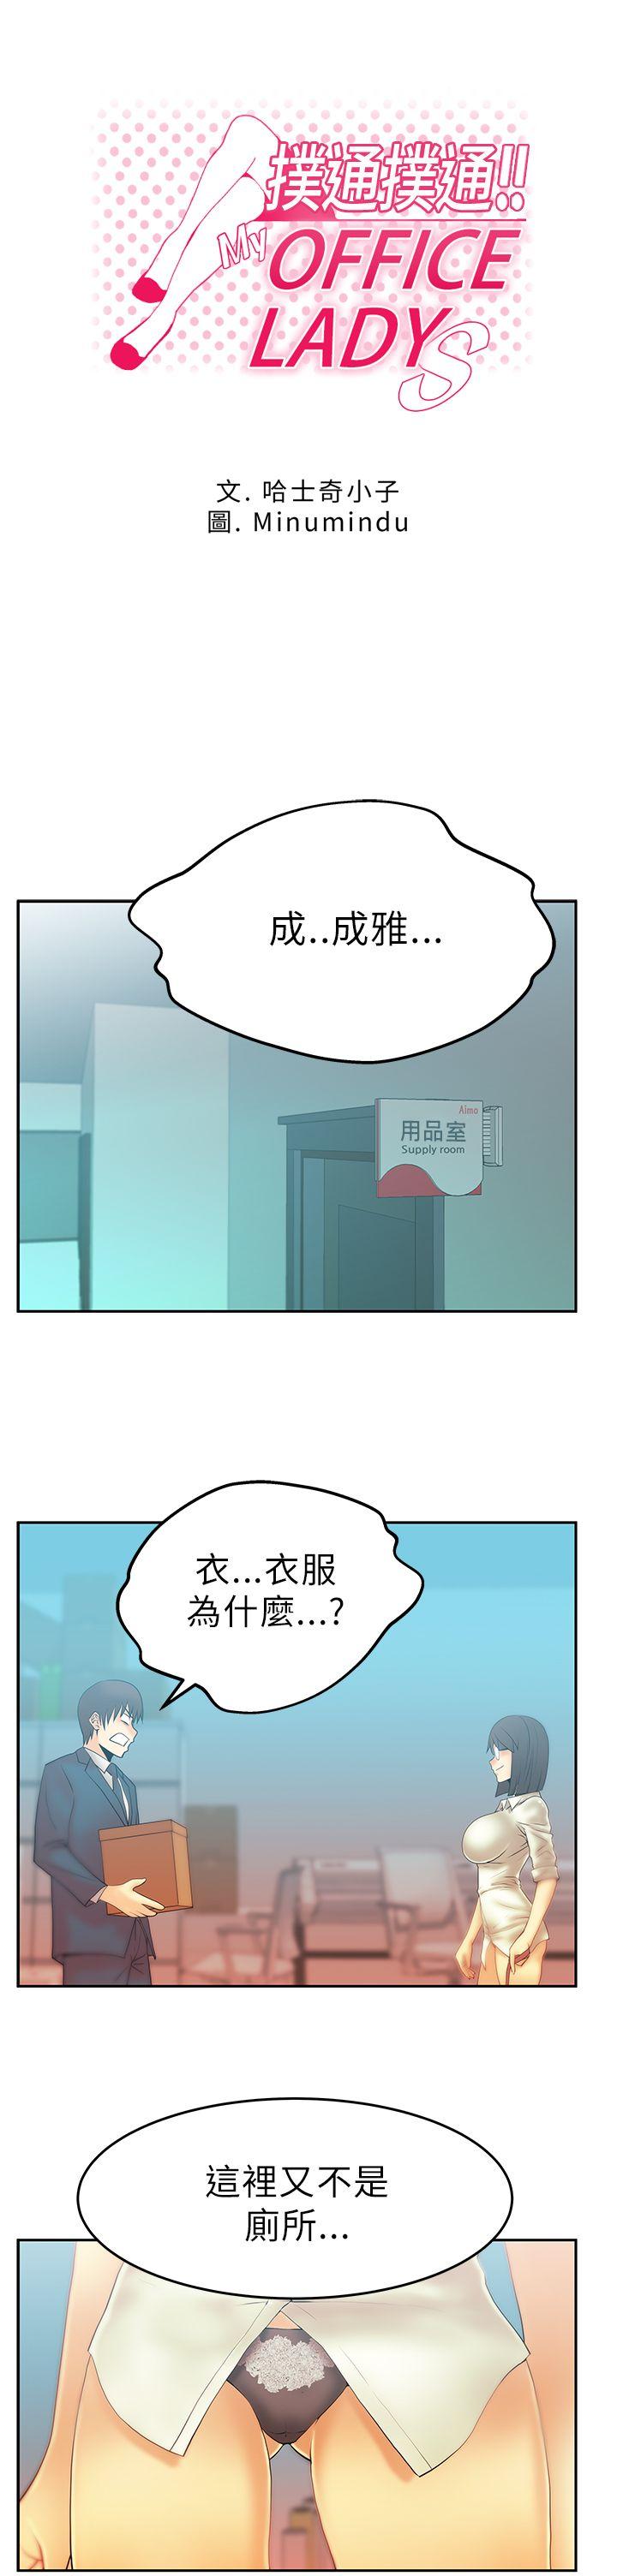 撲通撲通!!
My OFFICE
LADYS
文. 哈士奇小子
圖. Minumindu
成..成雅...
Almo
用品室
Supply room
衣...衣服
為什麼...?
這裡又不是
廁所...